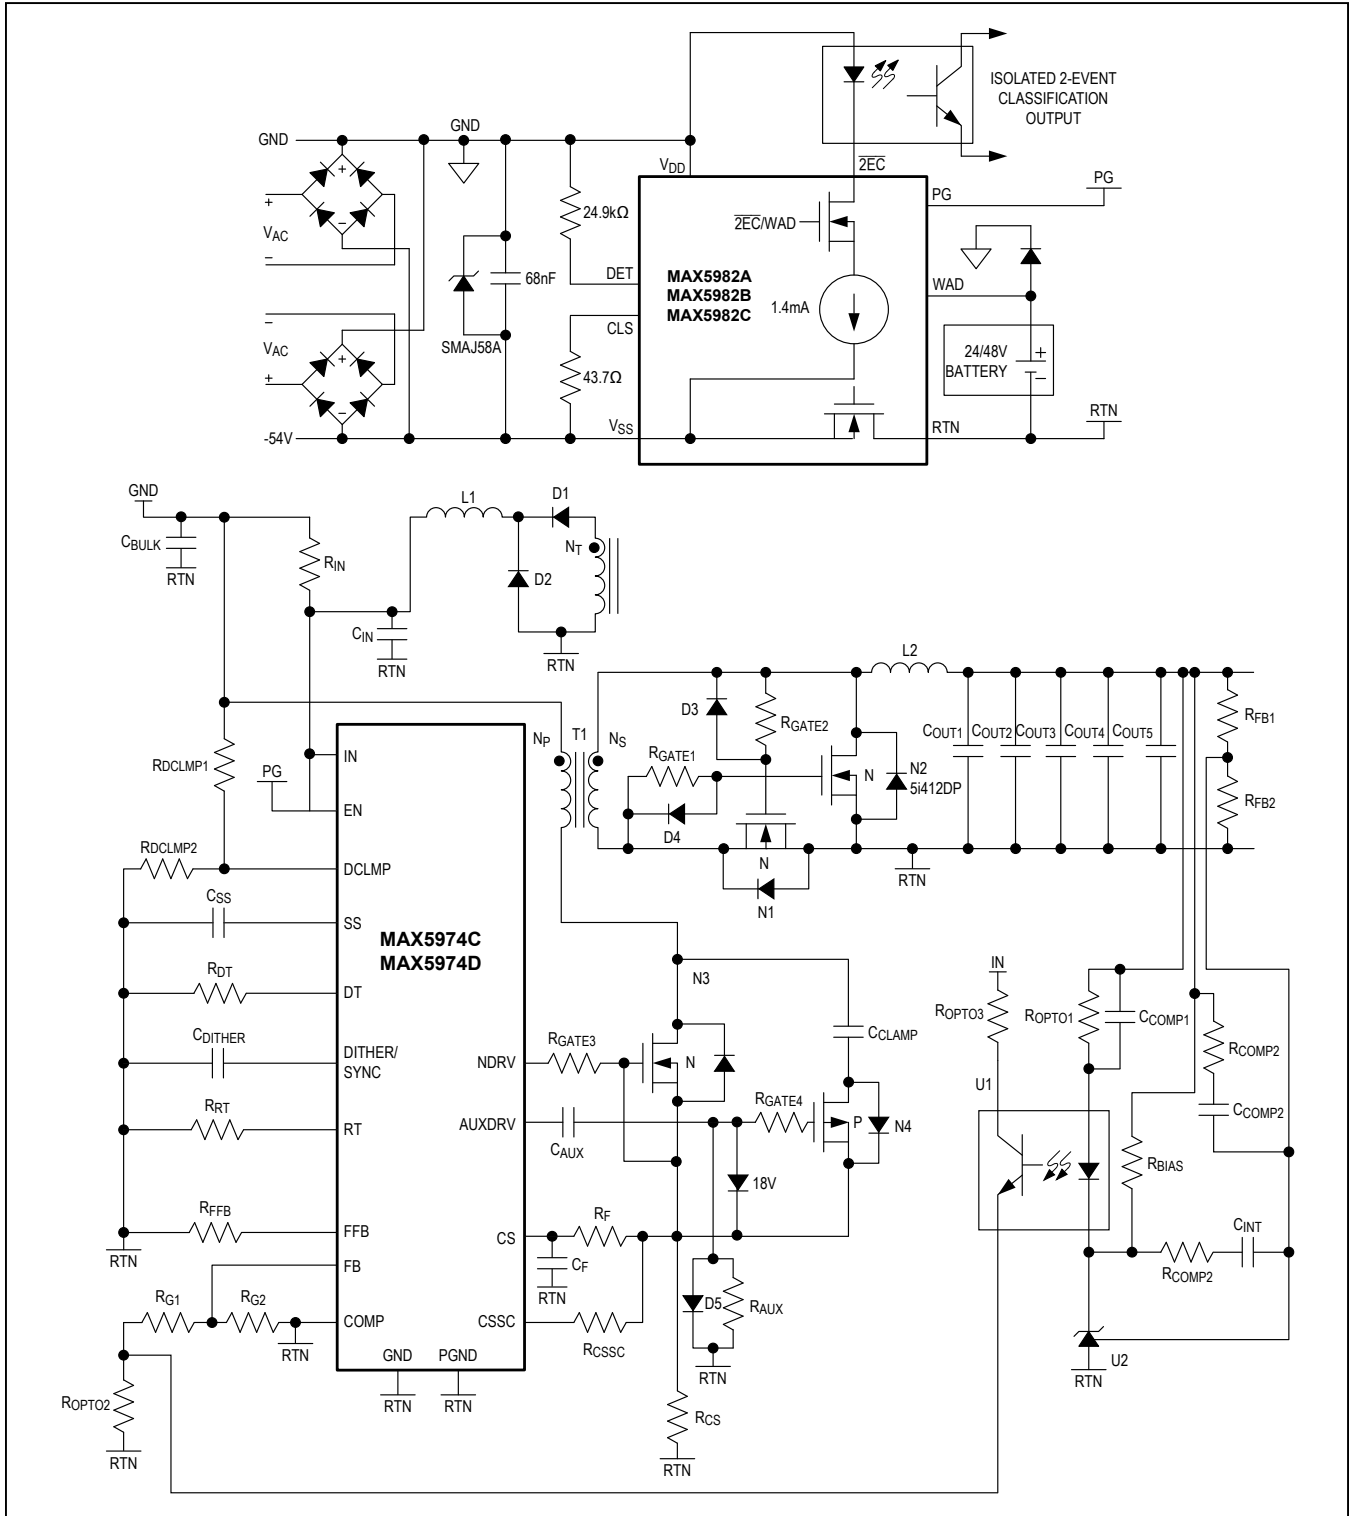 ISOLATED 2-EVENT
CLASSIFICATION
OUTPUT
GND
GND
VDD
2EC
PG
PG
+
VAC
−
+
−
24.9kΩ
2EC/WAD
DET
68nF
MAX5982A
MAX5982B
MAX5982C
WAD
1.4mA
−
VAC
+
+
−
SMAJ58A
CLS
43.7Ω
24/48V
BATTERY
+
−
-54V
VSS
RTN
RTN
GND
L1
D1
CBULK
RTN
RIN
NT
D2
CIN
RTN
RTN
L2
D3
RGATE2
NP
T1
NS
RGATE1
N
N2
5i412DP
COUT1
COUT2
COUT3
COUT4
COUT5
RFB1
RFB2
RDCLMP1
PG
IN
EN
D4
N
N1
RTN
RDCLMP2
DCLMP
CSS
SS
MAX5974C
MAX5974D
RDT
DT
N3
IN
ROPTO3
ROPTO1
CCOMP1
CCLAMP
CDITHER
DITHER/
SYNC
NDRV
RGATE3
N
RCOMP2
U1
RRT
RT
AUXDRV
CAUX
RGATE4
P
N4
CCOMP2
18V
RBIAS
RFFB
FFB
RTN
CS
RF
CF
RTN
CINT
RCOMP2
FB
RG1
RG2
COMP
RTN
CSSC
RCSSC
D5
RAUX
RTN
U2
RTN
GND
PGND
RTN
RTN
ROPTO2
RTN
RCS
RTN